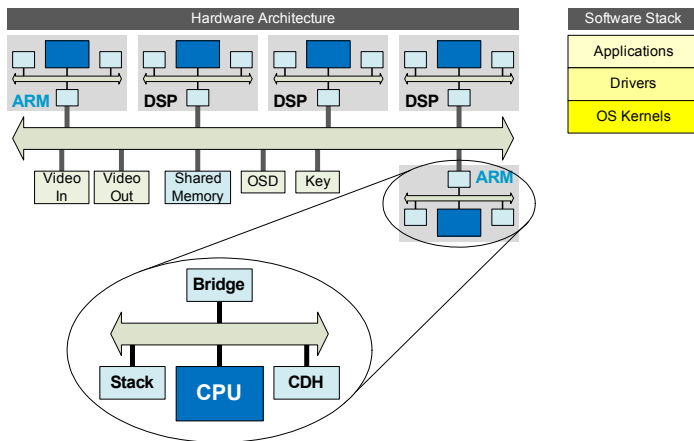 Hardware Architecture
Software Stack
Applications
Drivers
OS Kernels
ARM
DSP
DSP
DSP
Video
In
Video
Out
Shared
Memory
OSD
Key
ARM
Bridge
Stack
CPU
CDH